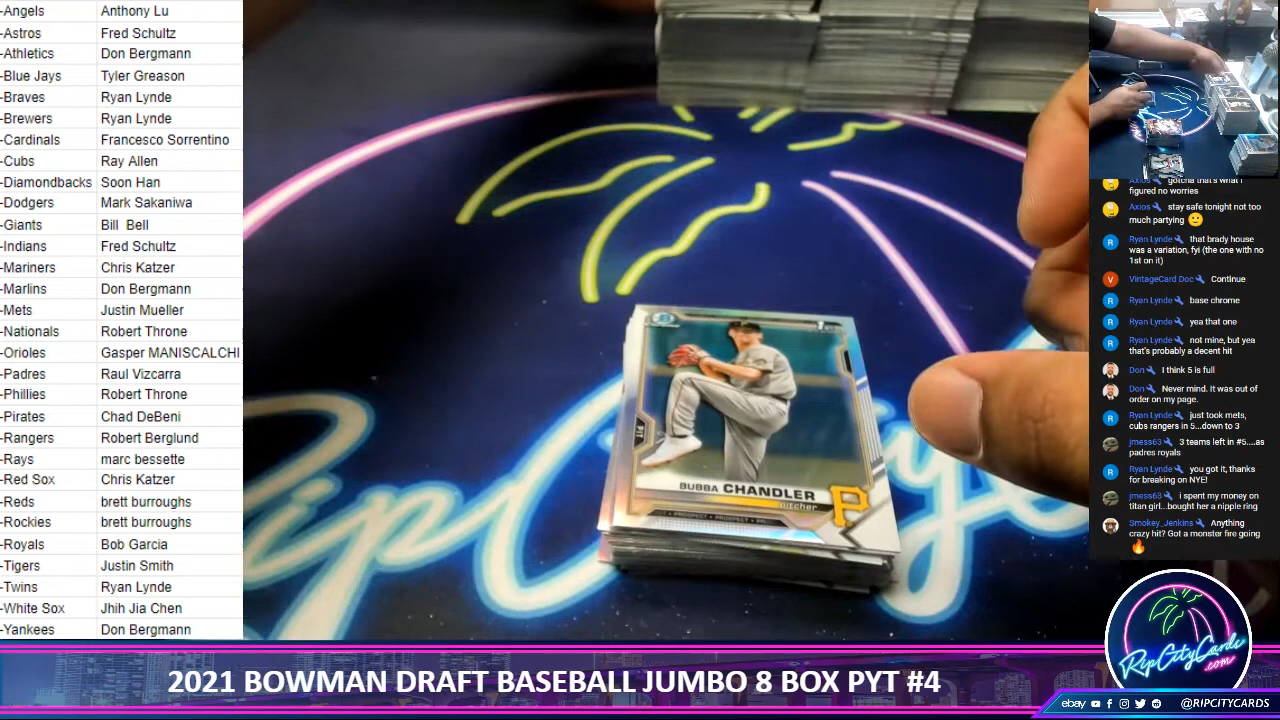 -Angels Anthony Lu
-Astros Fred Schultz
-Athletics Don Bergmann
-Blue Jays Tyler Greason
-Braves Ryan Lynde
-Brewers Ryan Lynde
-Cardinals Francesco Sorrentino
-Cubs Ray Allen
-Diamondbacks Soon Han
-Dodgers Mark Sakaniwa
-Giants Bill Bell
-Indians Fred Schultz
-Mariners Chris Katzer
-Marlins Don Bergmann
-Mets Justin Mueller
-Nationals Robert Throne
-Orioles Gasper MANISCALCHI
-Padres Raul Vizcarra
-Phillies Robert Throne
-Pirates Chad DeBeni
-Rangers Robert Berglund
-Rays marc bessette
-Red Sox Chris Katzer
-Reds brett burroughs
-Rockies brett burroughs
-Royals Bob Garcia
-Tigers Justin Smith
-Twins Ryan Lynde
-White Sox Jhih Jia Chen
-Yankees Don Bergmann
PIT
BUBBA CHANDLER
pitcher
PROSPECT • PROSPECT
P
Axios gotcha that's what I
figured no worries
Axios stay safe tonight not too
much partying
R Ryan Lynde that brady house
was a variation, fyi (the one with no
1st on it)
V VintageCard Doc Continue
R Ryan Lynde base chrome
R Ryan Lynde yea that one
R Ryan Lynde not mine, but yea
that's probably a decent hit
Don I think 5 is full
Don Never mind. It was out of
order on my page.
R Ryan Lynde just took mets,
cubs rangers in 5...down to 3
jmess63 3 teams left in #5....as
padres royals
R Ryan Lynde you got it, thanks
for breaking on NYE!
jmess63 i spent my money on
titan girl...bought her a nipple ring
Smokey_Jenkins Anything
crazy hit? Got a monster fire going
RipCityCards
.com
2021 BOWMAN DRAFT BASEBALL JUMBO 8 BOX PYT #4
ebay @RIPCITYCARDS